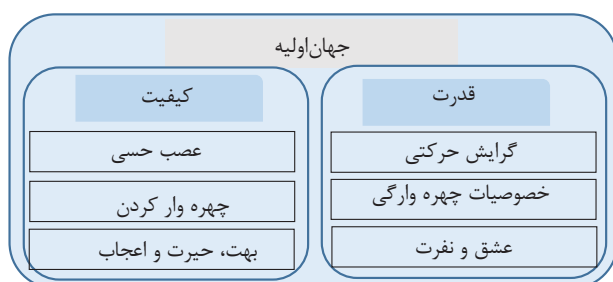 جهان‌اولیه
قدرت
گرایش حرکتی
خصوصیات چهره وارگی
عشق و نفرت
کیفیت
عصب حسی
چهره وار کردن
بهت، حیرت و اعجاب